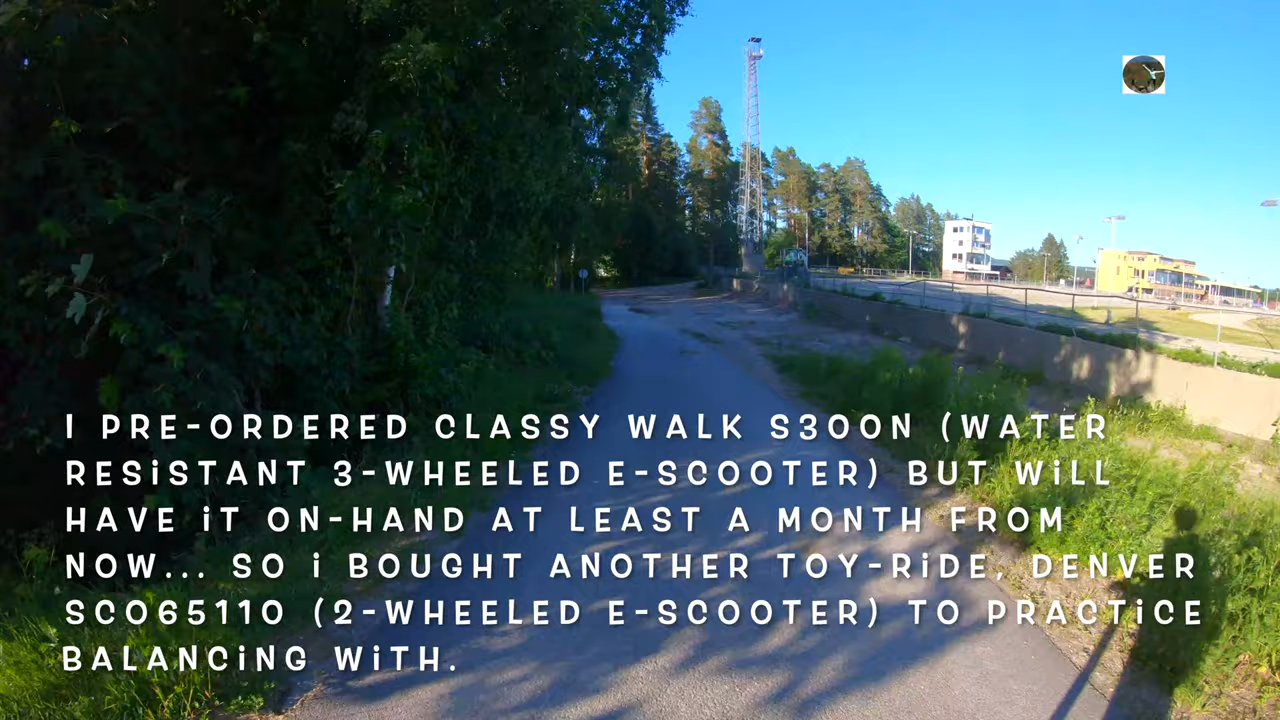 I PRE-ORDERED CLASSY WALK S300N (WATER
RESiSTANT 3-WHEELED E-SCOOTER) BUT WiLL
HAVE iT ON-HAND AT LEAST A MONTH FROM
NOW... SO i BOUGHT ANOTHER TOY-RiDE, DENVER
SCO65110 (2-WHEELED E-SCOOTER) TO PRACTiCE
BALANCiNG WiTH.